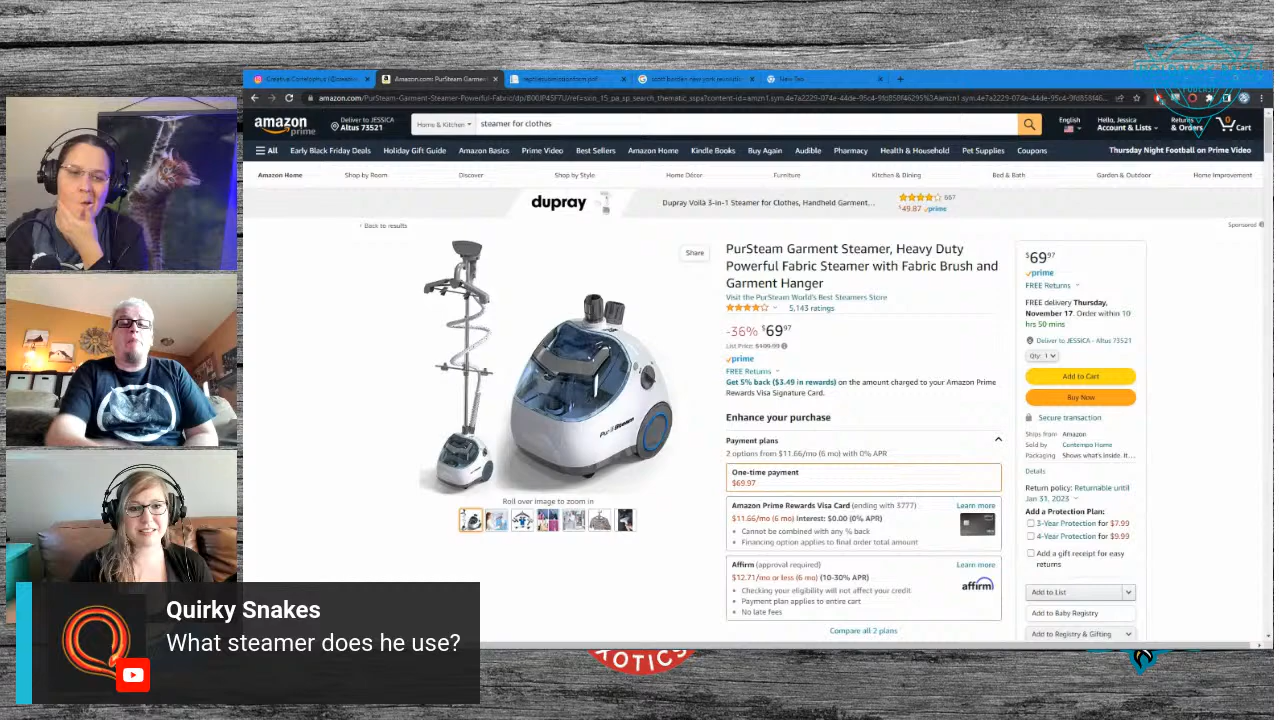 Amazon.com: PurSteam Garment
New Tab
amazon prime
Deliver to JESSICA
Altus 73521
Home & Kitchen
steamer for clothes
English
Hello, Jessica
Account & Lists
Returns
& Orders
0
Cart
All
Early Black Friday Deals
Holiday Gift Guide
Amazon Basics
Prime Video
Best Sellers
Amazon Home
Kindle Books
Buy Again
Audible
Pharmacy
Health & Household
Pet Supplies
Coupons
Thursday Night Football on Prime Video
Amazon Home
Shop by Room
Discover
Shop by Style
Home Décor
Furniture
Kitchen & Dining
Bed & Bath
Garden & Outdoor
Home Improvement
dupray
Dupray Voilà 3-in-1 Steamer for Clothes, Handheld Garment...
667
$49.87 prime
‹ Back to results
Sponsored
Share
PurSteam Garment Steamer, Heavy Duty
Powerful Fabric Steamer with Fabric Brush and
Garment Hanger
Visit the PurSteam World's Best Steamers Store
5,143 ratings
-36% $69.97
List Price: $109.99
prime
FREE Returns
Get 5% back ($3.49 in rewards) on the amount charged to your Amazon Prime
Rewards Visa Signature Card.
Enhance your purchase
Payment plans
2 options from $11.66/mo (6 mo) with 0% APR
One-time payment
$69.97
Amazon Prime Rewards Visa Card (ending with 3777)
Learn more
$11.66/mo (6 mo) Interest: $0.00 (0% APR)
• Cannot be combined with any % back
• Financing option applies to final order total amount
Affirm (approval required)
Learn more
$12.71/mo or less (6 mo) (10-30% APR)
• Checking your eligibility will not affect your credit
• Payment plan applies to entire cart
• No late fees
affirm
Compare all 2 plans
PurSteam
Roll over image to zoom in
$69.97
prime
FREE Returns
FREE delivery Thursday,
November 17. Order within 10
hrs 50 mins
Deliver to JESSICA - Altus 73521
Qty: 1
Add to Cart
Buy Now
Secure transaction
Ships from Amazon
Sold by Contempo Home
Packaging Shows what's inside. It...
Details
Return policy: Returnable until
Jan 31, 2023
Add a Protection Plan:
3-Year Protection for $7.99
4-Year Protection for $9.99
Add a gift receipt for easy
returns
Add to List
Add to Baby Registry
Add to Registry & Gifting
Quirky Snakes
What steamer does he use?
PODCAST
XOTICS